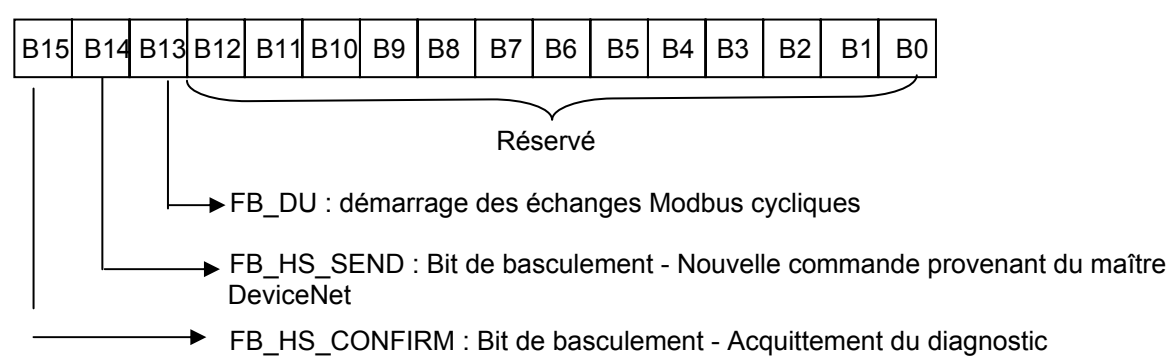 B15 B14 B13 B12 B11 B10 B9 B8 B7 B6 B5 B4 B3 B2 B1 B0
Réservé
FB_DU : démarrage des échanges Modbus cycliques
FB_HS_SEND : Bit de basculement - Nouvelle commande provenant du maître
DeviceNet
FB_HS_CONFIRM : Bit de basculement - Acquittement du diagnostic